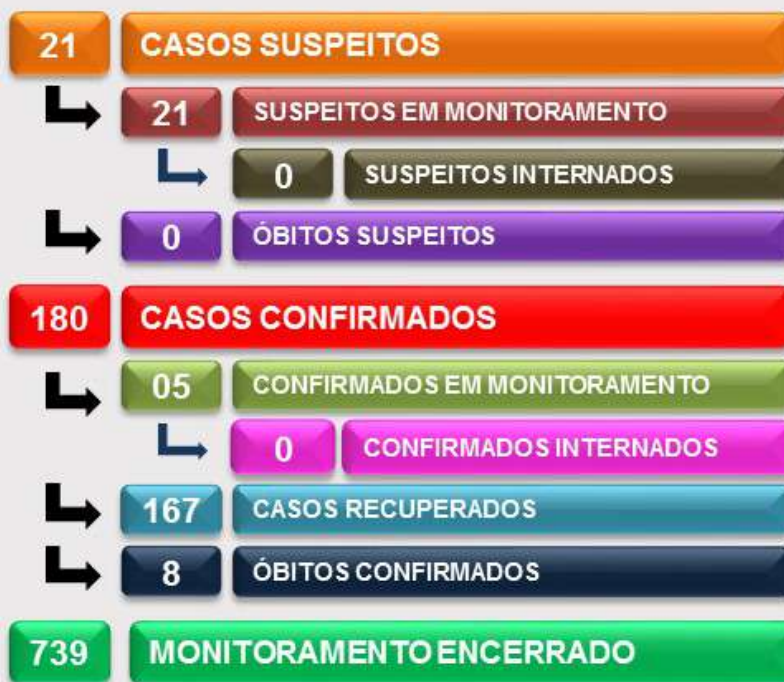 21 CASOS SUSPEITOS
21 SUSPEITOS EM MONITORAMENTO
0 SUSPEITOS INTERNADOS
0 ÓBITOS SUSPEITOS
180 CASOS CONFIRMADOS
05 CONFIRMADOS EM MONITORAMENTO
0 CONFIRMADOS INTERNADOS
167 CASOS RECUPERADOS
8 ÓBITOS CONFIRMADOS
739 MONITORAMENTO ENCERRADO